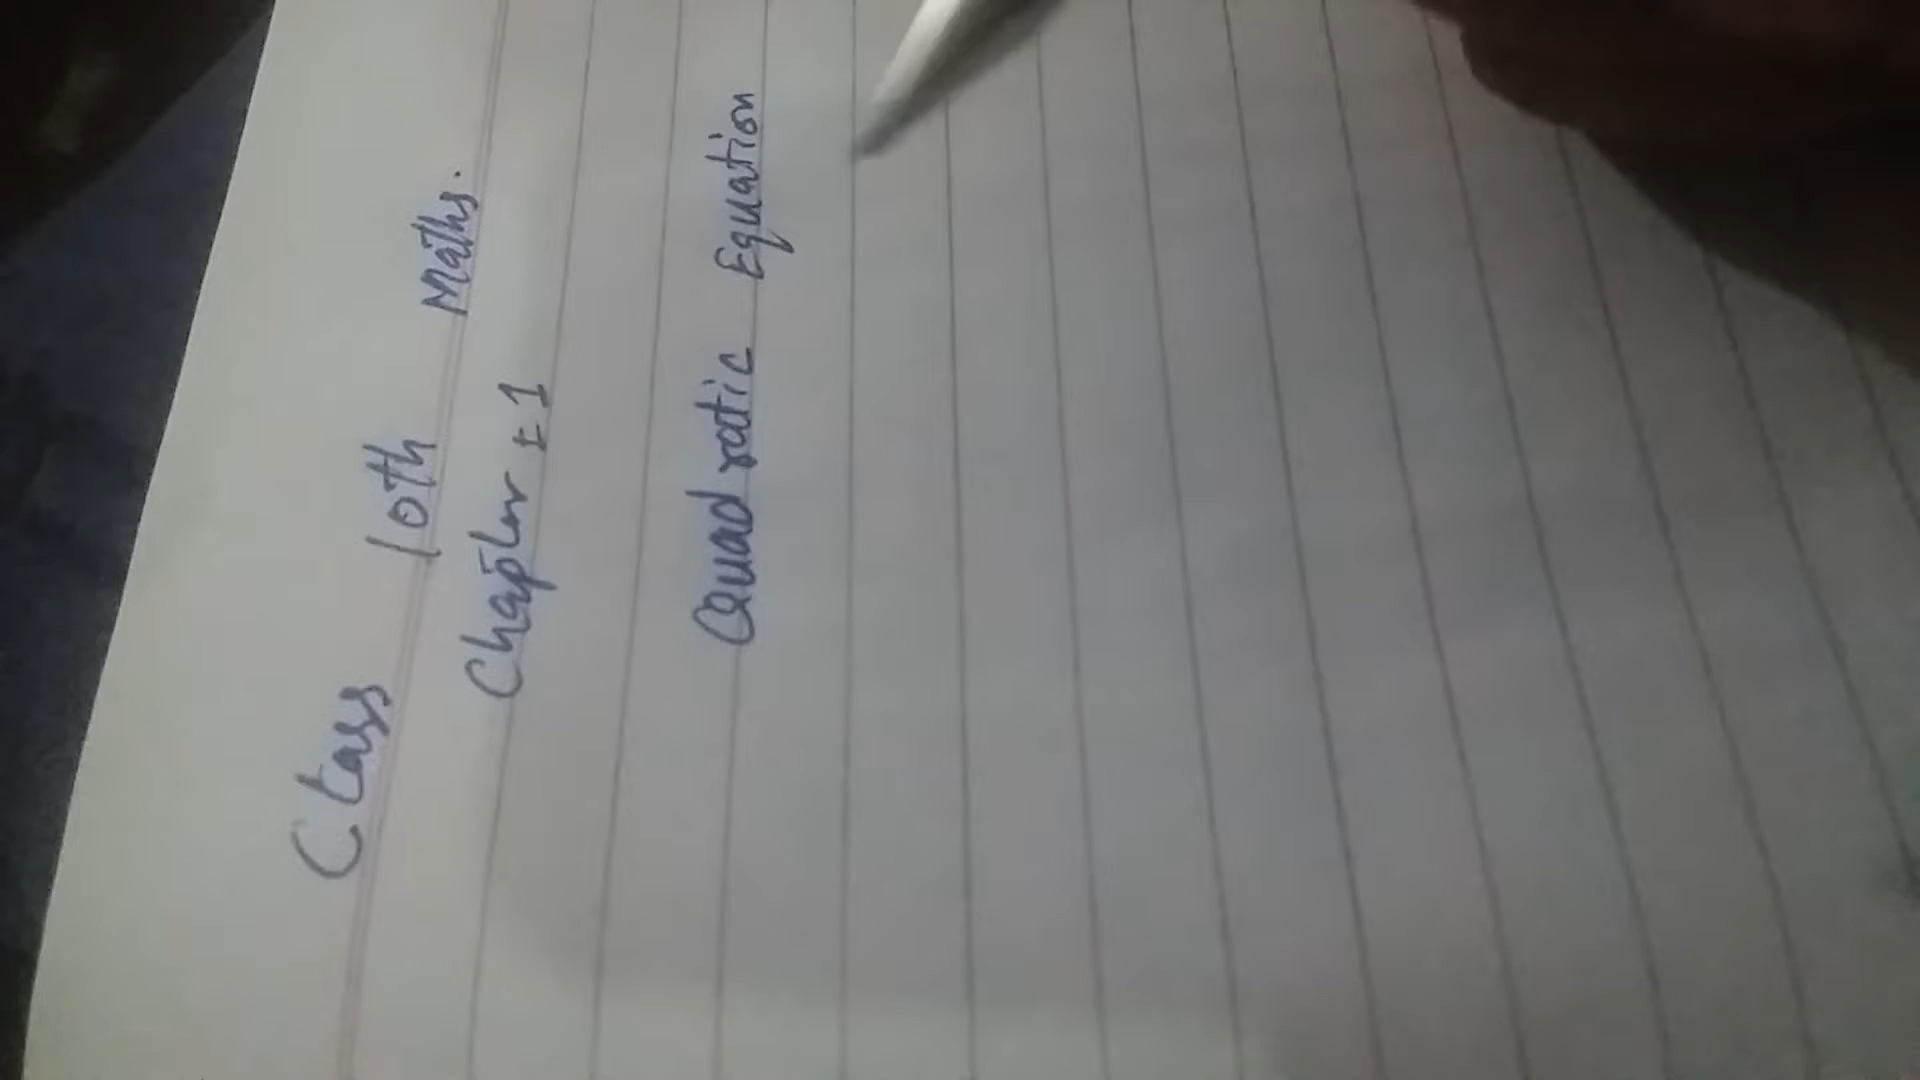 Class 10th Maths.
Chapter = 1
Quadratic Equation